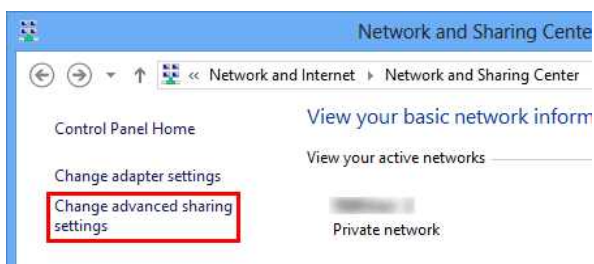 Network and Sharing Cente
« Network and Internet ▸ Network and Sharing Center
Control Panel Home
View your basic network inform
Change adapter settings
View your active networks
Change advanced sharing
settings
Private network